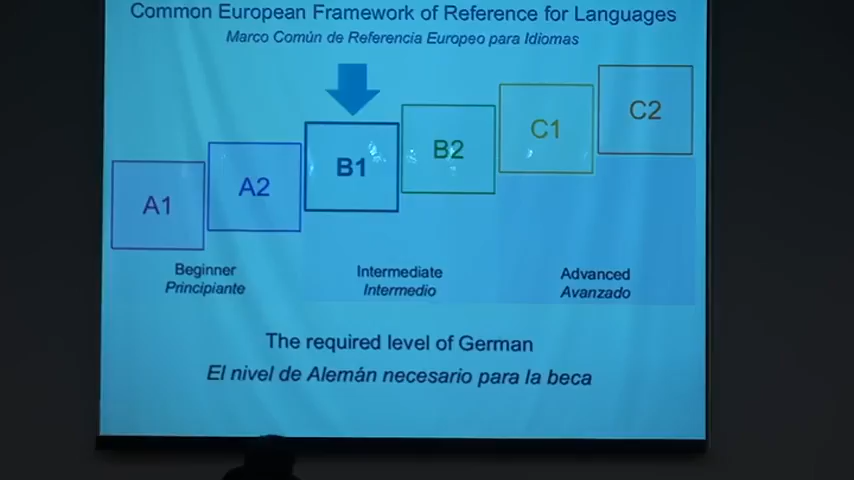 Common European Framework of Reference for Languages
Marco Común de Referencia Europeo para Idiomas
A1
A2
B1
B2
C1
C2
Beginner
Principiante
Intermediate
Intermedio
Advanced
Avanzado
The required level of German
El nivel de Alemán necesario para la beca